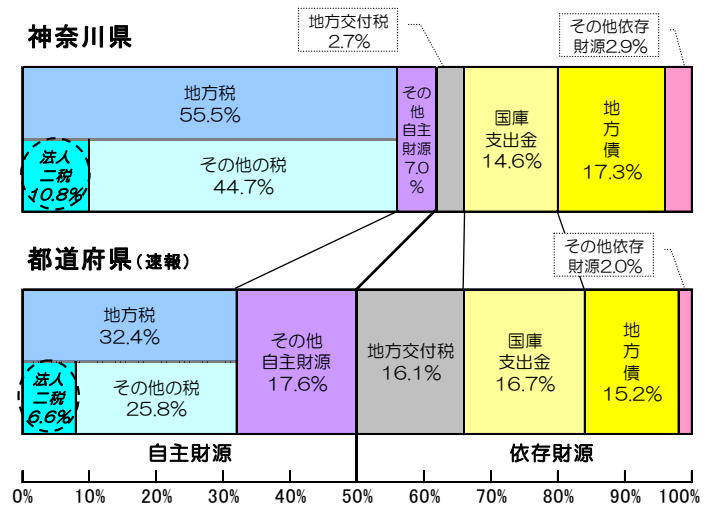 神奈川県
地方交付税
2.7%
その他依存
財源2.9%
地方税
55.5%
法人
二税
10.8%
その他の税
44.7%
その
他
自主
財源
7.0
%
国庫
支出金
14.6%
地
方
債
17.3%
都道府県(速報)
その他依存
財源2.0%
地方税
32.4%
法人
二税
6.6%
その他の税
25.8%
その他
自主財源
17.6%
地方交付税
16.1%
国庫
支出金
16.7%
地
方
債
15.2%
自主財源
依存財源
0% 10% 20% 30% 40% 50% 60% 70% 80% 90% 100%